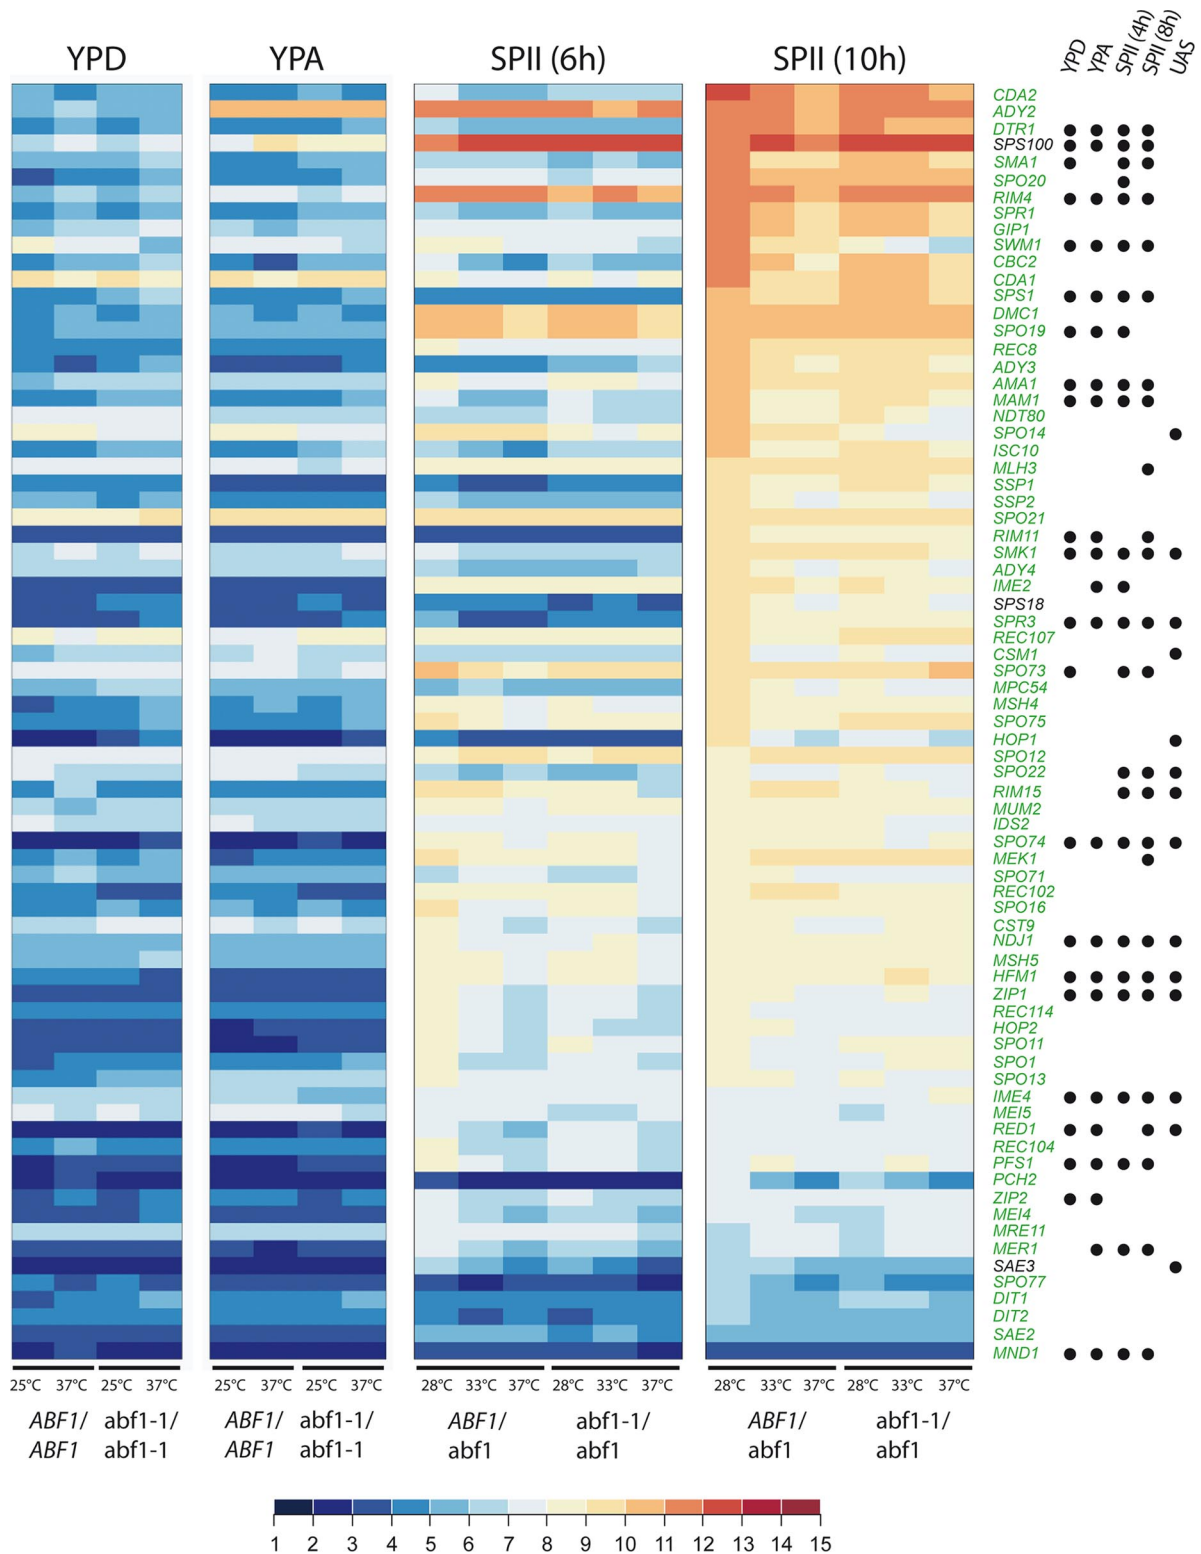 YPD YPA SPII (6h) SPII (10h) YPD YPA SPII (4h) SPII (8h) UAS
CDA2
ADY2
DTR1
SPS100
SMA1
SPO20
RIM4
SPR1
GIP1
SWM1
CBC2
CDA1
SPS1
DMC1
SPO19
REC8
ADY3
AMA1
MAM1
NDT80
SPO14
ISC10
MLH3
SSP1
SSP2
SPO21
RIM11
SMK1
ADY4
IME2
SPS18
SPR3
REC107
CSM1
SPO73
MPC54
MSH4
SPO75
HOP1
SPO12
SPO22
RIM15
MUM2
IDS2
SPO74
MEK1
SPO71
REC102
SPO16
CST9
NDJ1
MSH5
HFM1
ZIP1
REC114
HOP2
SPO11
SPO1
SPO13
IME4
MEI5
RED1
REC104
PFS1
PCH2
ZIP2
MEI4
MRE11
MER1
SAE3
SPO77
DIT1
DIT2
SAE2
MND1
25°C 37°C 25°C 37°C 25°C 37°C 25°C 37°C 28°C 33°C 37°C 28°C 33°C 37°C 28°C 33°C 37°C 28°C 33°C 37°C
ABF1/ abf1-1/ ABF1/ abf1-1/ ABF1/ abf1-1/ ABF1/ abf1-1/
ABF1 abf1-1 ABF1 abf1-1 abf1 abf1 abf1 abf1
1 2 3 4 5 6 7 8 9 10 11 12 13 14 15